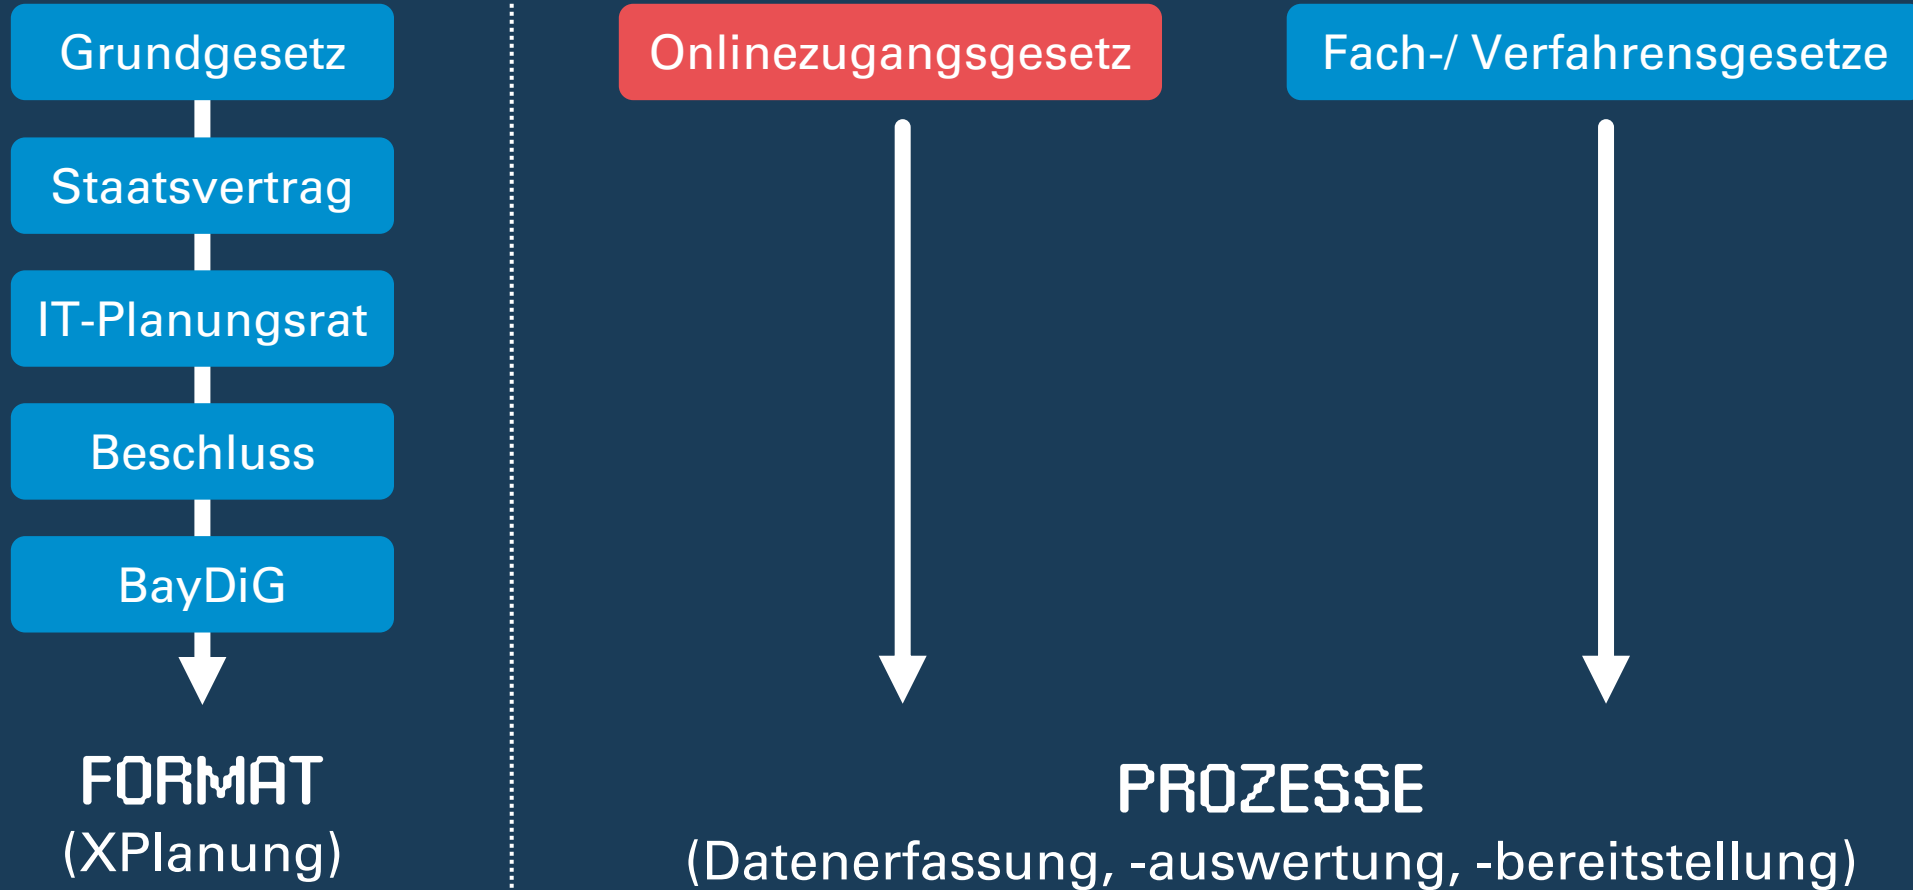 Grundgesetz
Staatsvertrag
IT-Planungsrat
Beschluss
BayDiG
FORMAT
(XPlanung)
Onlinezugangsgesetz
Fach-/ Verfahrensgesetze
PROZESSE
(Datenerfassung, -auswertung, -bereitstellung)